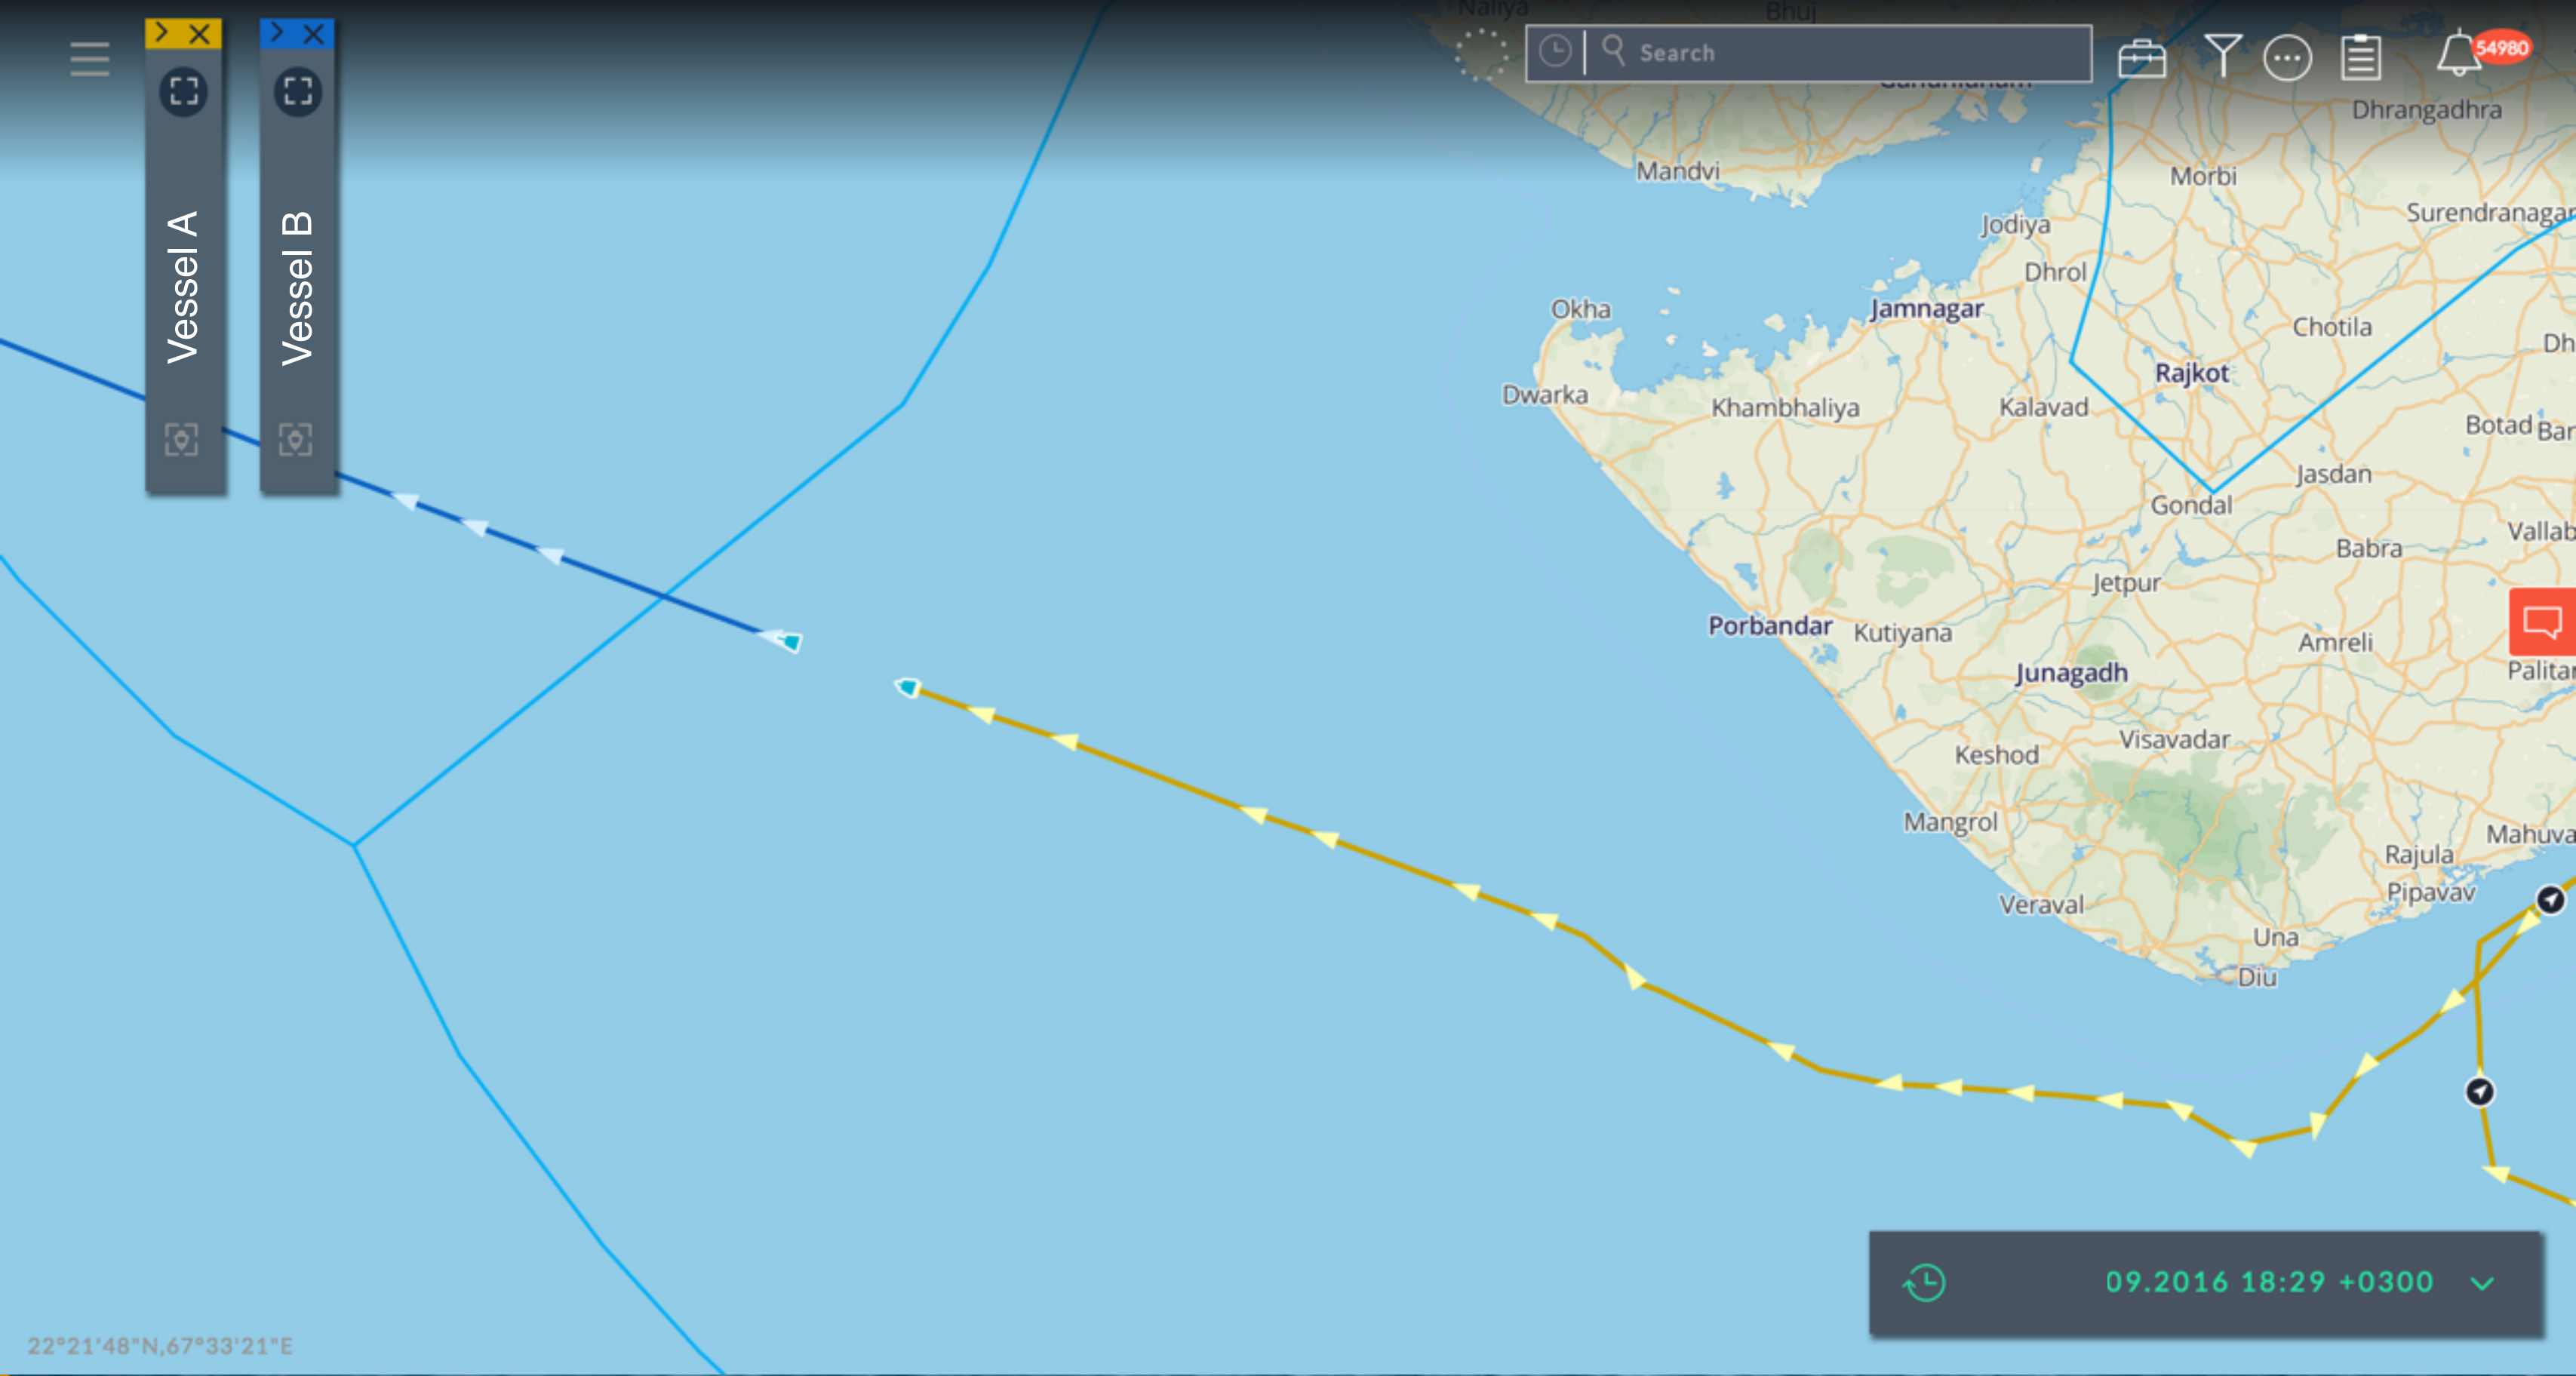 Naliya
Bhuj
Search
54980
Gandhidham
Dhrangadhra
Vessel A
Vessel B
Mandvi
Morbi
Surendranagar
Jodiya
Dhrol
Okha
Jamnagar
Chotila
Dh
Rajkot
Dwarka
Khambhaliya
Kalavad
Botad
Bar
Jasdan
Gondal
Vallab
Babra
Jetpur
Porbandar
Kutiyana
Amreli
Junagadh
Palitan
Visavadar
Keshod
Mangrol
Mahuva
Rajula
Pipavav
Veraval
Una
Diu
09.2016 18:29 +0300
22°21'48"N,67°33'21"E